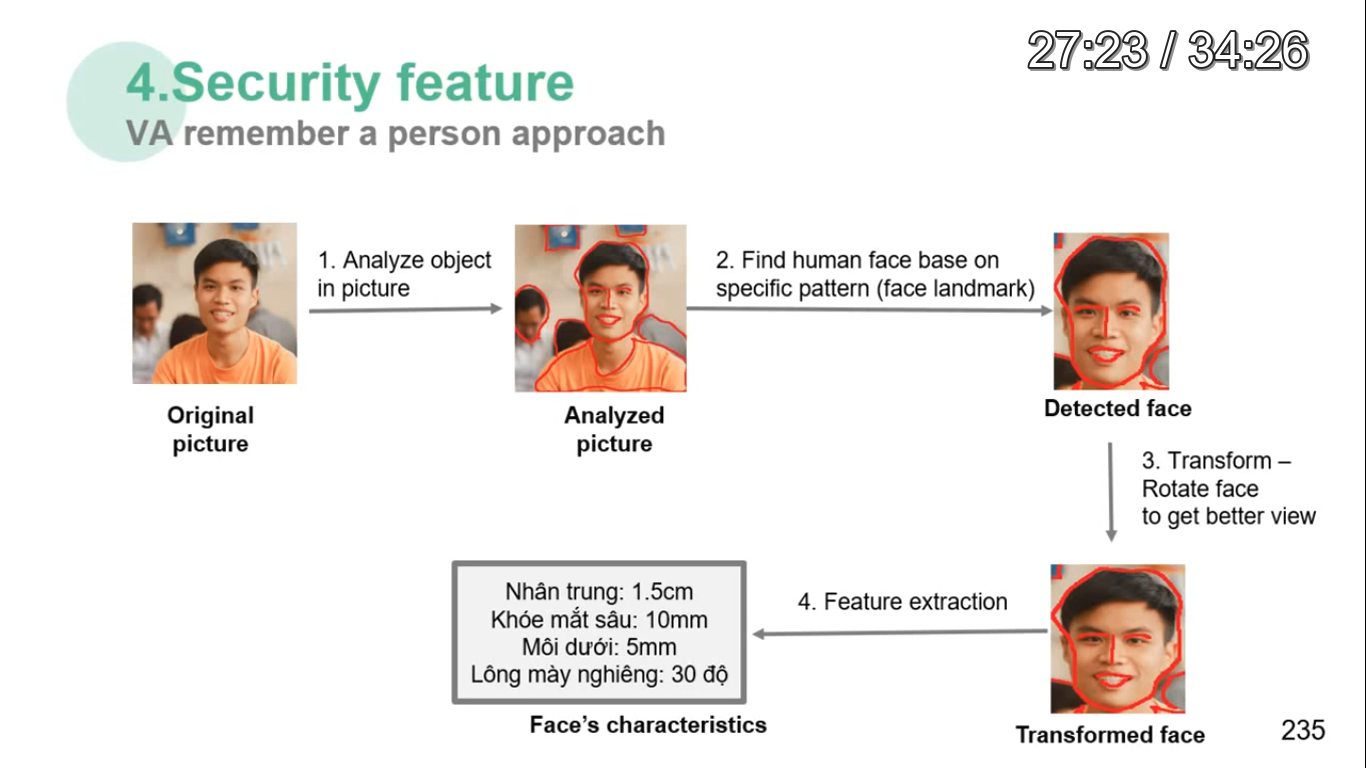 27:23 / 34:26
4.Security feature
VA remember a person approach
1. Analyze object
in picture
2. Find human face base on
specific pattern (face landmark)
Original
picture
Analyzed
picture
Detected face
3. Transform –
Rotate face
to get better view
4. Feature extraction
Nhân trung: 1.5cm
Khóe mắt sâu: 10mm
Môi dưới: 5mm
Lông mày nghiêng: 30 độ
Face’s characteristics
Transformed face
235